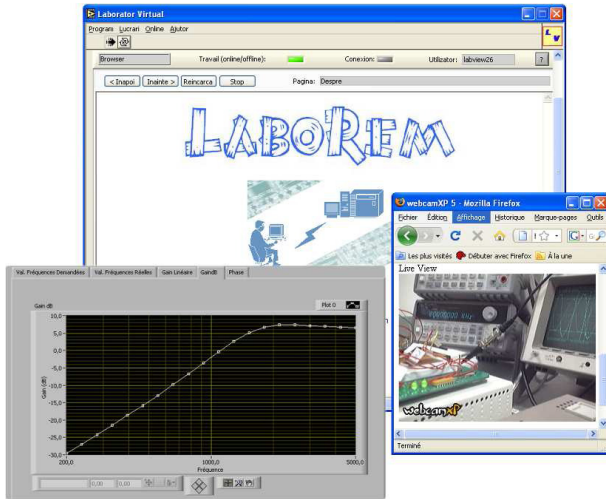 Laborator Virtual
Program Lucrari Online Ajutor
Browser Travail (online/offline): Conexion: Utilizator: labview26 ?
< Inapoi Inainte > Reincarca Stop Pagina: Despre
LABOREM
webcamXP 5 - Mozilla Firefox
Fichier Édition Affichage Historique Marque-pages Outils
Les plus visités Débuter avec Firefox À la une
Live View
webcamXP
Terminé
Val. Fréquences Demandées Val. Fréquences Réelles Gain Linéaire GaindB Phase
Gain dB Plot 0
10,0
5,0
0,0
-5,0
-10,0
-15,0
-20,0
-25,0
-30,0
Gain (dB)
200,0 1000,0 5000,0
Fréquence
0,00 0,00